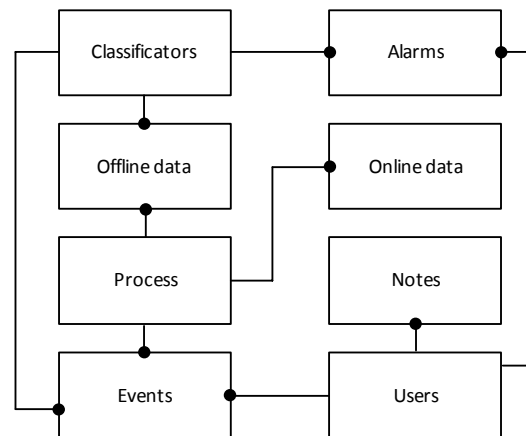 Classificators
Alarms
Offline data
Online data
Process
Notes
Events
Users